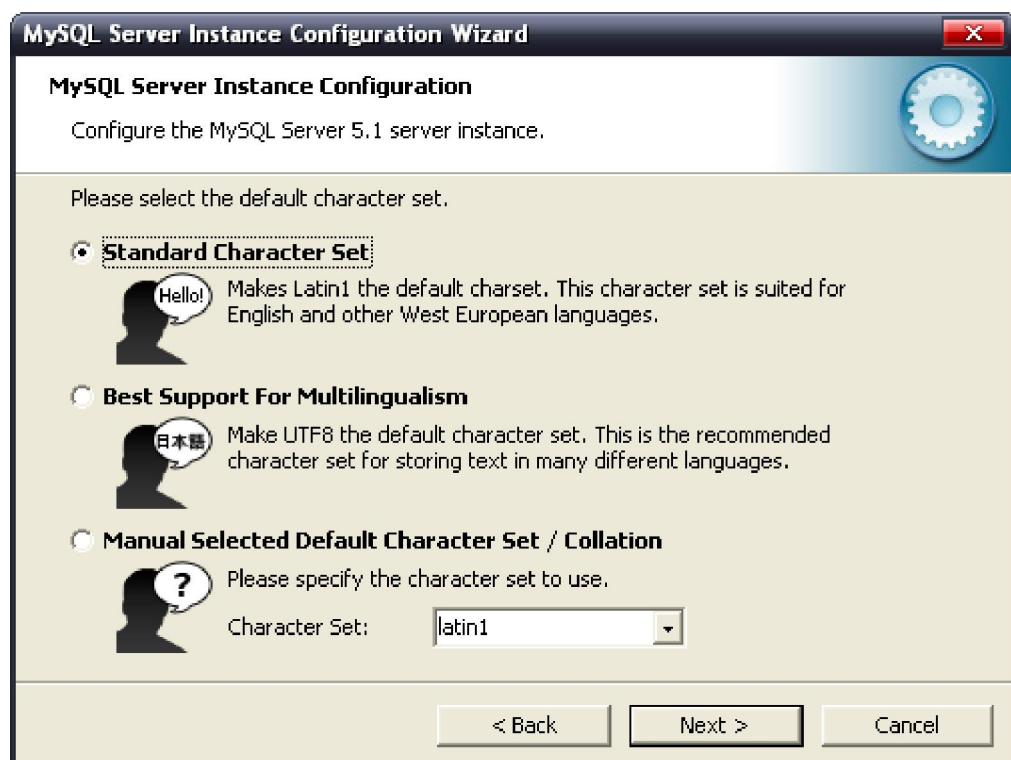 MySQL Server Instance Configuration Wizard
MySQL Server Instance Configuration
Configure the MySQL Server 5.1 server instance.
Please select the default character set.
Standard Character Set
Hello!
Makes Latin1 the default charset. This character set is suited for
English and other West European languages.
Best Support For Multilingualism
日本語
Make UTF8 the default character set. This is the recommended
character set for storing text in many different languages.
Manual Selected Default Character Set / Collation
?
Please specify the character set to use.
Character Set: latin1
< Back Next > Cancel